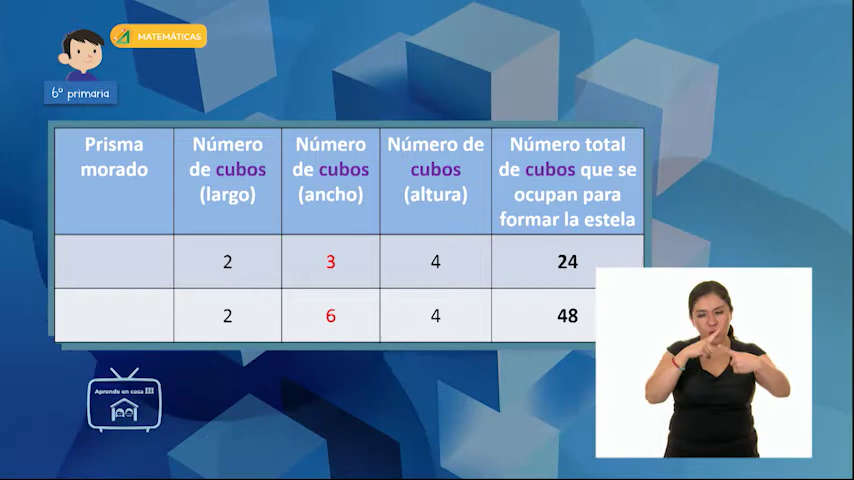 MATEMÁTICAS
6° primaria
Prisma morado
Número de cubos (largo)
Número de cubos (ancho)
Número de cubos (altura)
Número total de cubos que se ocupan para formar la estela
2 3 4 24
2 6 4 48
Aprende en casa III